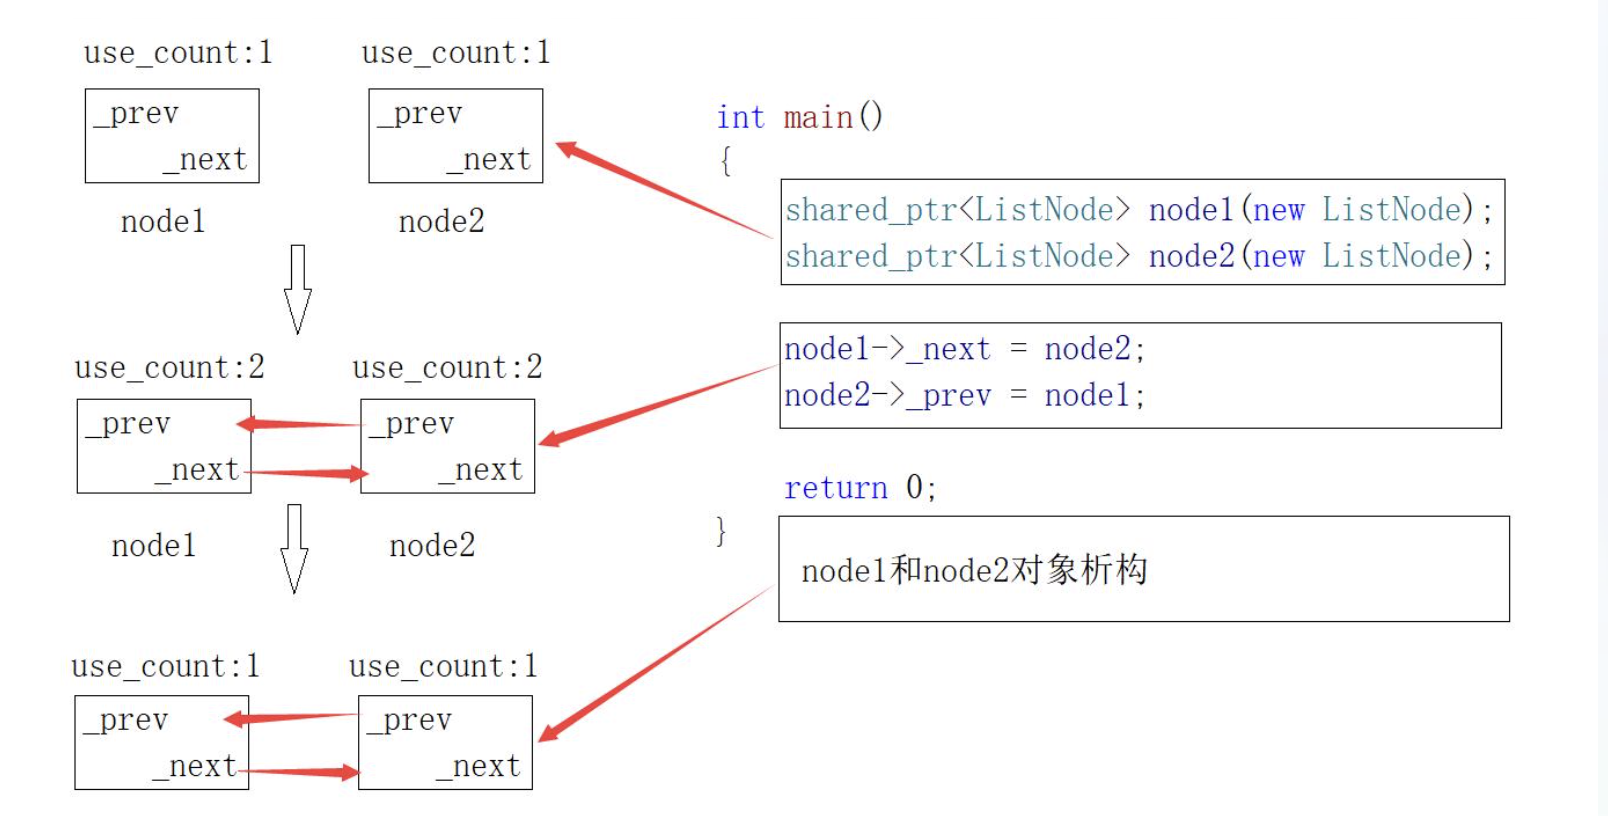 use_count:1 use_count:1
_prev _prev
_next _next
node1 node2
use_count:2 use_count:2
_prev _prev
_next _next
node1 node2
use_count:1 use_count:1
_prev _prev
_next _next
int main()
{
shared_ptr<ListNode> node1(new ListNode);
shared_ptr<ListNode> node2(new ListNode);
node1->_next = node2;
node2->_prev = node1;
return 0;
}
node1和node2对象析构